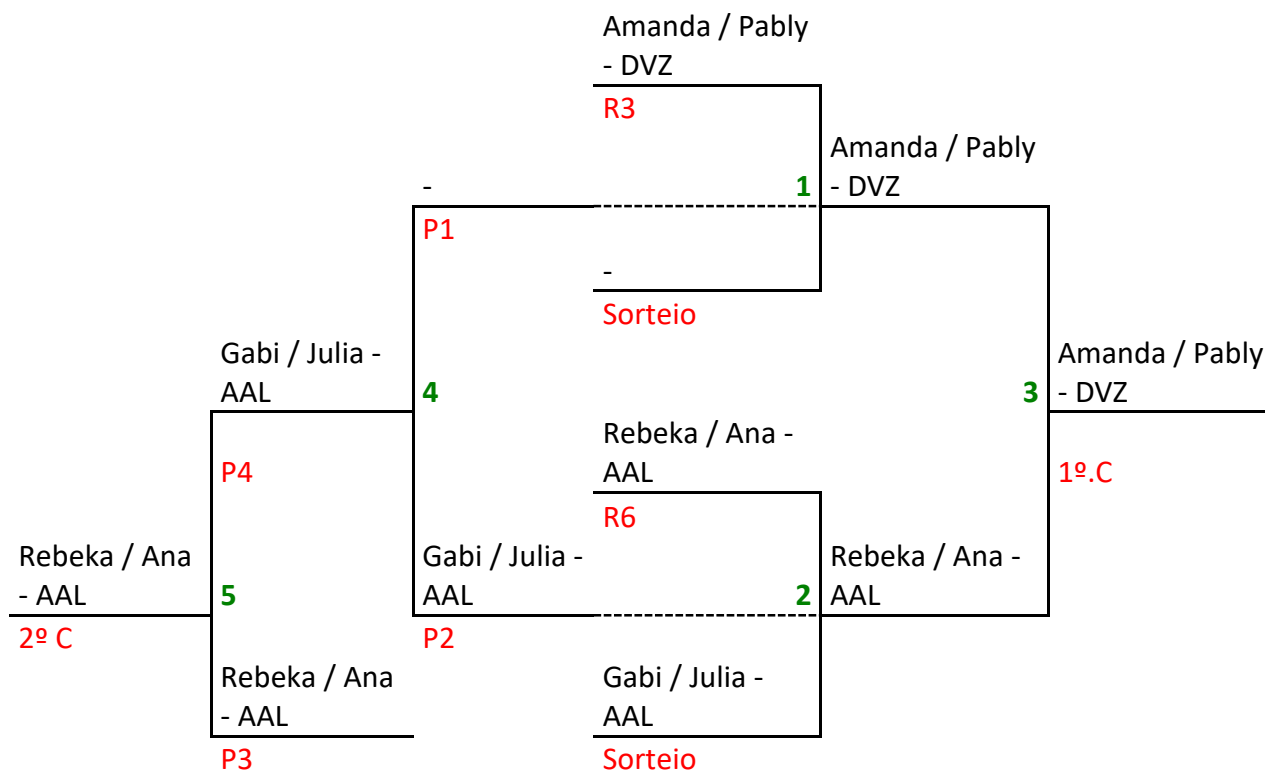 Amanda / Pably
- DVZ
R3
Amanda / Pably
- DVZ
1
-
P1
-
Sorteio
Gabi / Julia -
AAL
4
Amanda / Pably
- DVZ
3
Rebeka / Ana -
AAL
P4
1º.C
R6
Rebeka / Ana
- AAL
5
Gabi / Julia -
AAL
2
Rebeka / Ana -
AAL
2º C
P2
Rebeka / Ana
- AAL
Gabi / Julia -
AAL
P3
Sorteio